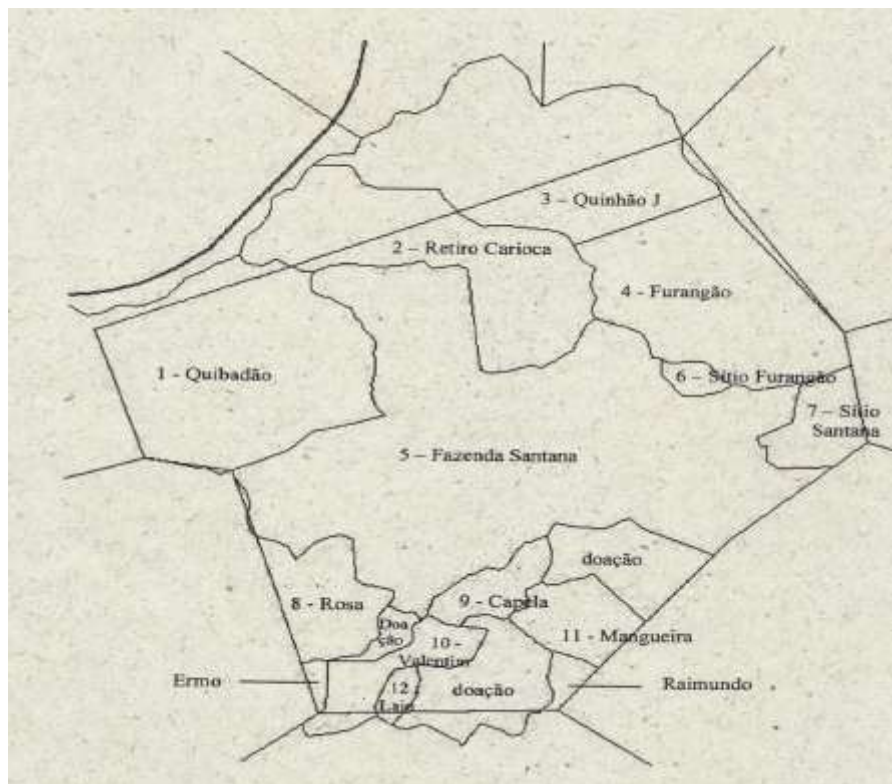 3 – Quinhão J
2 – Retiro Carioca
4 - Furangão
1 - Quibadão
6 – Sítio Furangão
7 – Sítio
Santana
5 – Fazenda Santana
doação
8 - Rosa
9 - Capela
Doa
ção
10 -
Valentim
11 - Mangueira
Ermo
12 -
Laje
doação
Raimundo